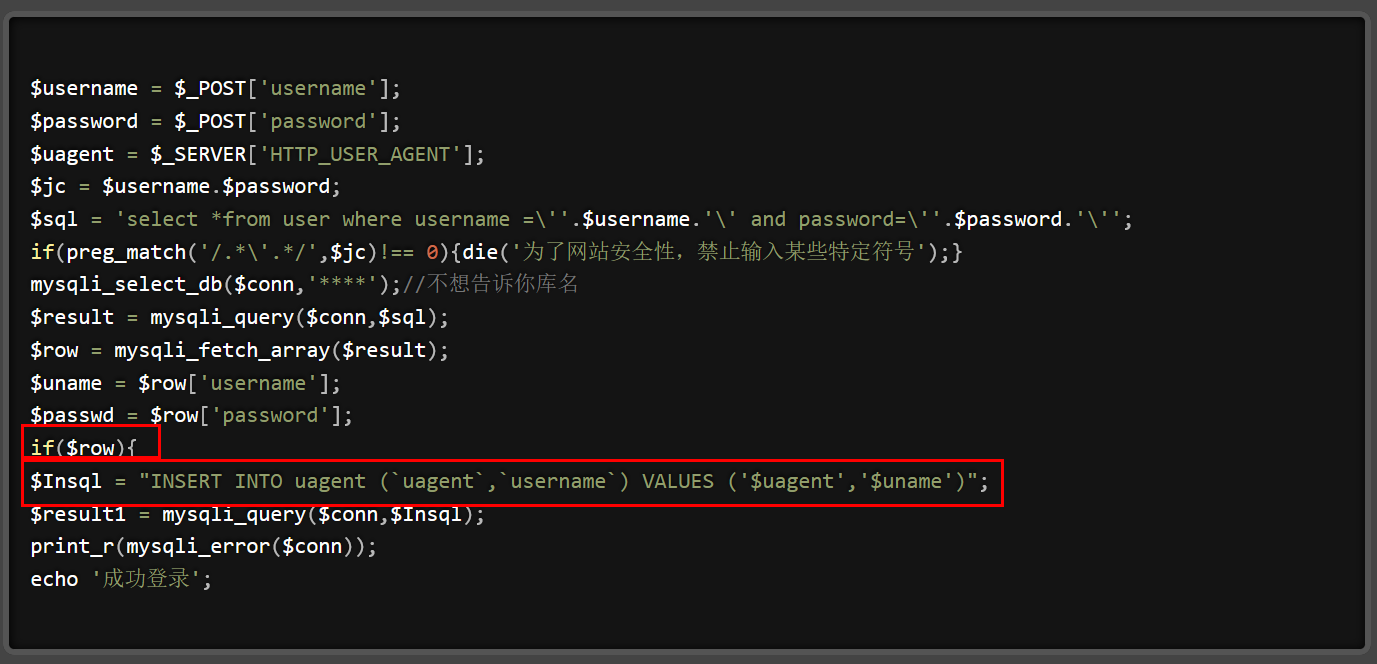 $username = $_POST['username'];
$password = $_POST['password'];
$uagent = $_SERVER['HTTP_USER_AGENT'];
$jc = $username.$password;
$sql = 'select *from user where username =\''.$username.'\' and password=\''.$password.'\'';
if(preg_match('/.*\'.*/',$jc)!== 0){die('为了网站安全性，禁止输入某些特定符号');}
mysqli_select_db($conn,'****');//不想告诉你库名
$result = mysqli_query($conn,$sql);
$row = mysqli_fetch_array($result);
$uname = $row['username'];
$passwd = $row['password'];
if($row){
$Insql = "INSERT INTO uagent (`uagent`,`username`) VALUES ('$uagent','$uname')";
$result1 = mysqli_query($conn,$Insql);
print_r(mysqli_error($conn));
echo '成功登录';